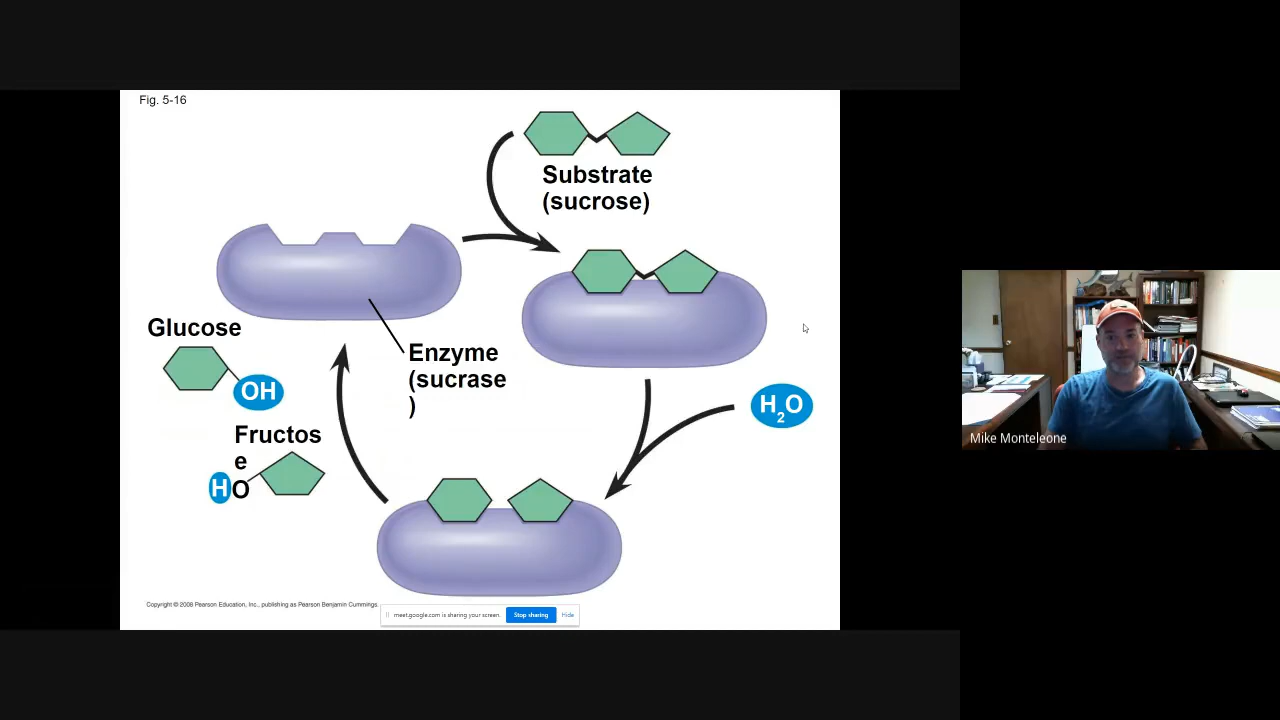 Fig. 5-16
Substrate
(sucrose)
Glucose
OH
Enzyme
(sucrase
)
H2O
Fructos
e
H O
Copyright © 2008 Pearson Education, Inc., publishing as Pearson Benjamin Cummings.
meet.google.com is sharing your screen.
Stop sharing
Hide
Mike Monteleone